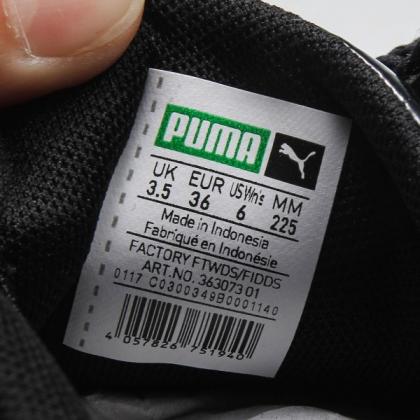 PUMA
UK EUR US Wn's MM
3.5 36 6 225
Made in Indonesia
Fabriqué en Indonésie
FACTORY FTWDS/FIDDS
ART.NO. 363073 01
0117 C0300349B0001140
4 057826 751940